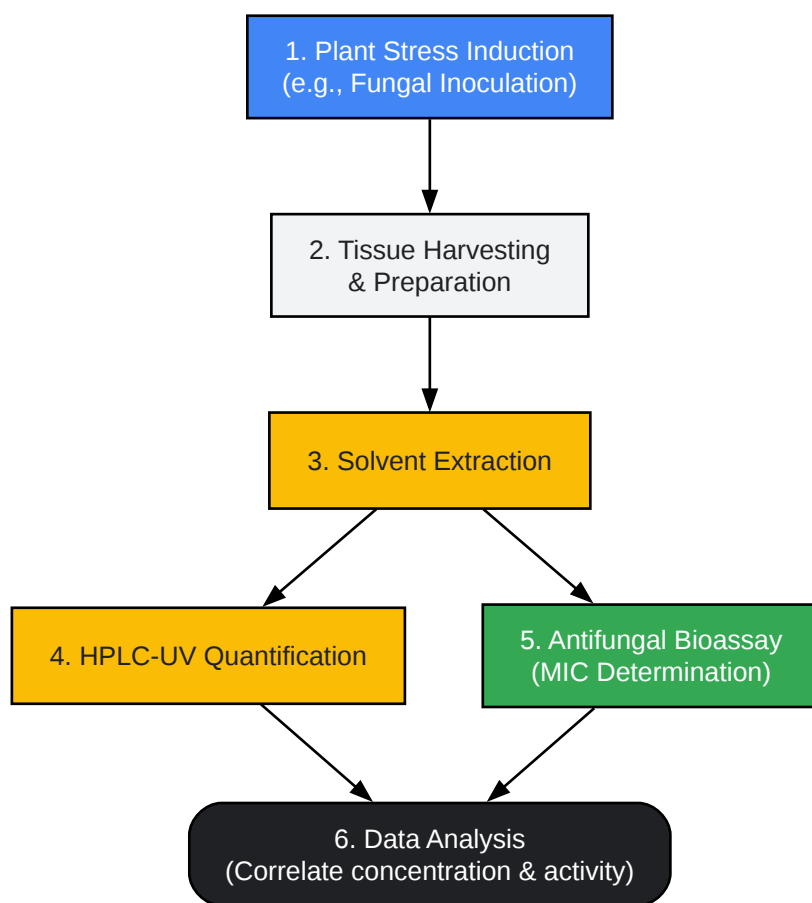 1. Plant Stress Induction
(e.g., Fungal Inoculation)
2. Tissue Harvesting
& Preparation
3. Solvent Extraction
4. HPLC-UV Quantification
5. Antifungal Bioassay
(MIC Determination)
6. Data Analysis
(Correlate concentration & activity)